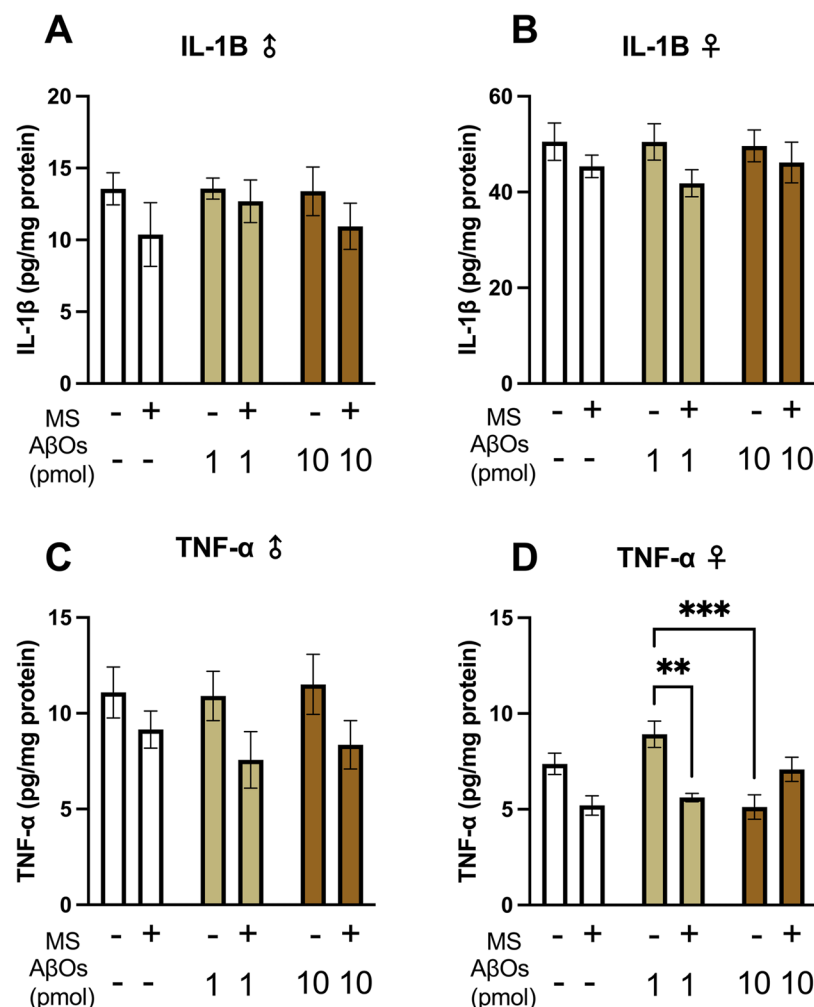 A
IL-1B ♂
IL-1β (pg/mg protein)
20
15
10
5
0
MS - + - + - +
AβOs
(pmol) - - 1 1 10 10
B
IL-1B ♀
IL-1β (pg/mg protein)
60
40
20
0
MS - + - + - +
AβOs
(pmol) - - 1 1 10 10
C
TNF-α ♂
TNF-α (pg/mg protein)
15
10
5
0
MS - + - + - +
AβOs
(pmol) - - 1 1 10 10
D
TNF-α ♀
TNF-α (pg/mg protein)
15
10
5
0
***
**
MS - + - + - +
AβOs
(pmol) - - 1 1 10 10